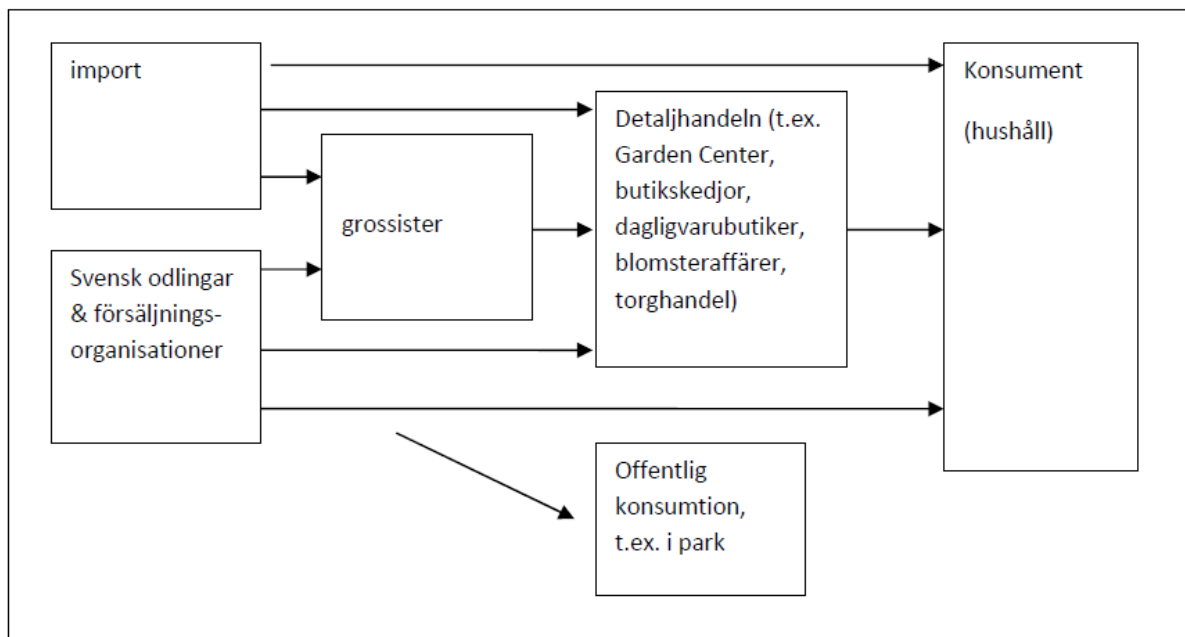 import
Konsument
(hushåll)
Detaljhandeln (t.ex.
Garden Center,
butikskedjor,
dagligvarubutiker,
blomsteraffärer,
torghandel)
grossister
Svensk odlingar
& försäljnings-
organisationer
Offentlig
konsumtion,
t.ex. i park